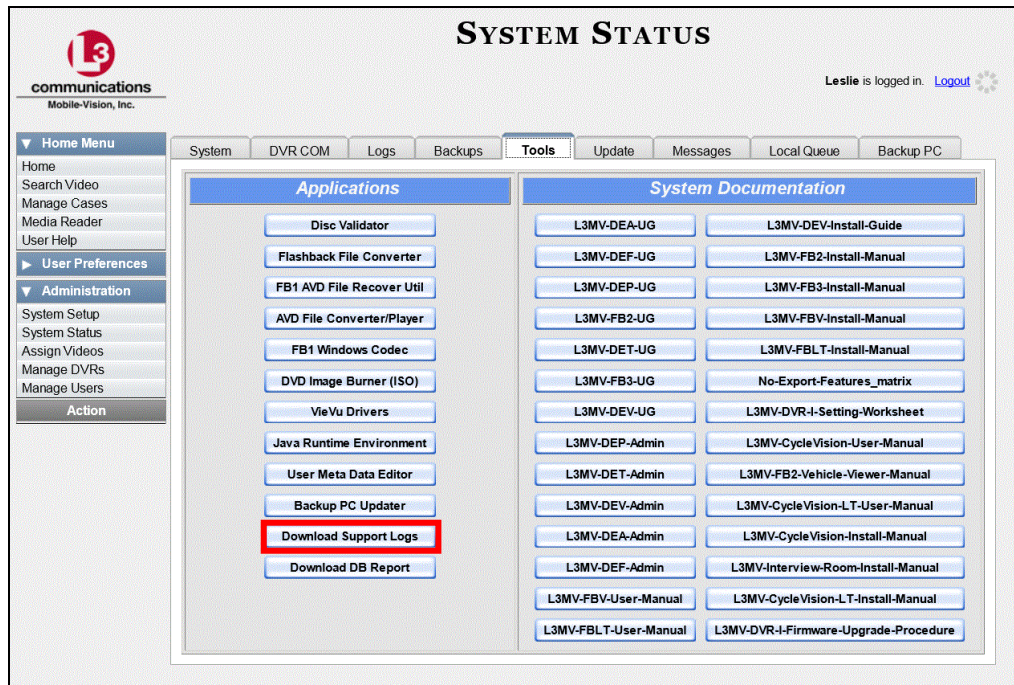 SYSTEM STATUS
L3
communications
Mobile-Vision, Inc.
Leslie is logged in. Logout
Home Menu
Home
Search Video
Manage Cases
Media Reader
User Help
User Preferences
Administration
System Setup
System Status
Assign Videos
Manage DVRs
Manage Users
Action
System DVR COM Logs Backups Tools Update Messages Local Queue Backup PC
Applications
Disc Validator
Flashback File Converter
FB1 AVD File Recover Util
AVD File Converter/Player
FB1 Windows Codec
DVD Image Burner (ISO)
VieVu Drivers
Java Runtime Environment
User Meta Data Editor
Backup PC Updater
Download Support Logs
Download DB Report
System Documentation
L3MV-DEA-UG
L3MV-DEF-UG
L3MV-DEP-UG
L3MV-FB2-UG
L3MV-DET-UG
L3MV-FB3-UG
L3MV-DEV-UG
L3MV-DEP-Admin
L3MV-DET-Admin
L3MV-DEV-Admin
L3MV-DEA-Admin
L3MV-DEF-Admin
L3MV-FBV-User-Manual
L3MV-FBLT-User-Manual
L3MV-DEV-Install-Guide
L3MV-FB2-Install-Manual
L3MV-FB3-Install-Manual
L3MV-FBV-Install-Manual
L3MV-FBLT-Install-Manual
No-Export-Features_matrix
L3MV-DVR-I-Setting-Worksheet
L3MV-CycleVision-User-Manual
L3MV-FB2-Vehicle-Viewer-Manual
L3MV-CycleVision-LT-User-Manual
L3MV-CycleVision-Install-Manual
L3MV-Interview-Room-Install-Manual
L3MV-CycleVision-LT-Install-Manual
L3MV-DVR-I-Firmware-Upgrade-Procedure